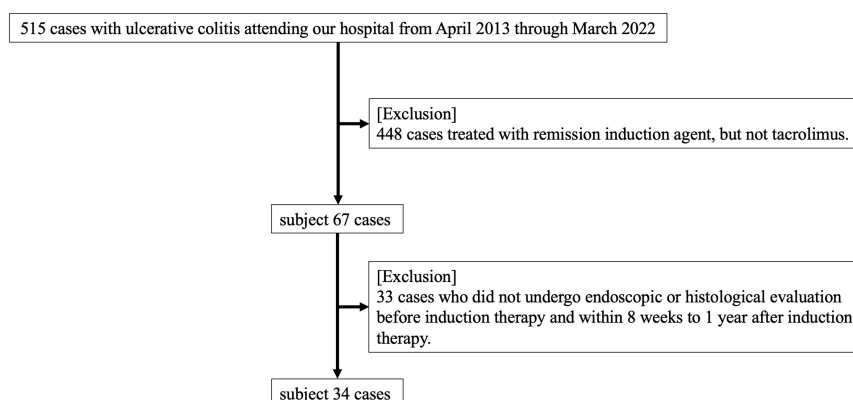 515 cases with ulcerative colitis attending our hospital from April 2013 through March 2022
[Exclusion]
448 cases treated with remission induction agent, but not tacrolimus.
subject 67 cases
[Exclusion]
33 cases who did not undergo endoscopic or histological evaluation
before induction therapy and within 8 weeks to 1 year after induction
therapy.
subject 34 cases